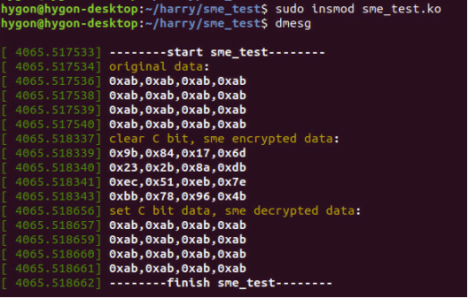 hygon@hygon-desktop:~/harry/sme_test$ sudo insmod sme_test.ko
hygon@hygon-desktop:~/harry/sme_test$ dmesg
[ 4065.517533] --------start sme_test--------
[ 4065.517534] original data:
[ 4065.517536] 0xab,0xab,0xab,0xab
[ 4065.517538] 0xab,0xab,0xab,0xab
[ 4065.517539] 0xab,0xab,0xab,0xab
[ 4065.517540] 0xab,0xab,0xab,0xab
[ 4065.518337] clear C bit, sme encrypted data:
[ 4065.518339] 0x9b,0x84,0x17,0x6d
[ 4065.518340] 0x23,0x2b,0x8a,0xdb
[ 4065.518341] 0xec,0x51,0xeb,0x7e
[ 4065.518343] 0xbb,0x78,0x96,0x4b
[ 4065.518656] set C bit data, sme decrypted data:
[ 4065.518657] 0xab,0xab,0xab,0xab
[ 4065.518659] 0xab,0xab,0xab,0xab
[ 4065.518660] 0xab,0xab,0xab,0xab
[ 4065.518661] 0xab,0xab,0xab,0xab
[ 4065.518662] --------finish sme_test--------